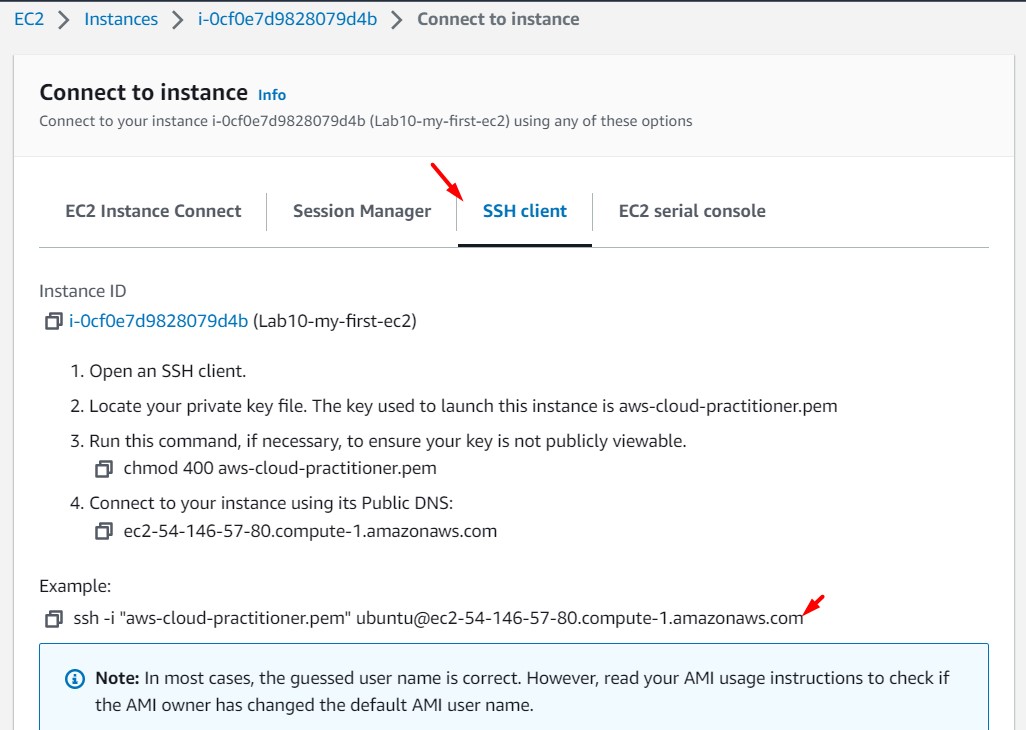 EC2 > Instances > i-0cf0e7d9828079d4b > Connect to instance
Connect to instance Info
Connect to your instance i-0cf0e7d9828079d4b (Lab10-my-first-ec2) using any of these options
EC2 Instance Connect Session Manager SSH client EC2 serial console
Instance ID
i-0cf0e7d9828079d4b (Lab10-my-first-ec2)
1. Open an SSH client.
2. Locate your private key file. The key used to launch this instance is aws-cloud-practitioner.pem
3. Run this command, if necessary, to ensure your key is not publicly viewable.
chmod 400 aws-cloud-practitioner.pem
4. Connect to your instance using its Public DNS:
ec2-54-146-57-80.compute-1.amazonaws.com
Example:
ssh -i "aws-cloud-practitioner.pem" ubuntu@ec2-54-146-57-80.compute-1.amazonaws.com
Note: In most cases, the guessed user name is correct. However, read your AMI usage instructions to check if
the AMI owner has changed the default AMI user name.